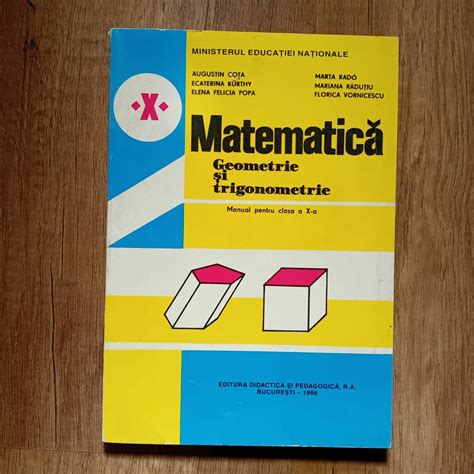 MINISTERUL EDUCAȚIEI NAȚIONALE
AUGUSTIN COȚA
ECATERINA KÜRTHY
ELENA FELICIA POPA
MARTA RADÓ
MARIANA RĂDUȚIU
FLORICA VORNICESCU
·X·
Matematică
Geometrie
și
trigonometrie
Manual pentru clasa a X-a
EDITURA DIDACTICĂ ȘI PEDAGOGICĂ, R.A.
BUCUREȘTI – 1998